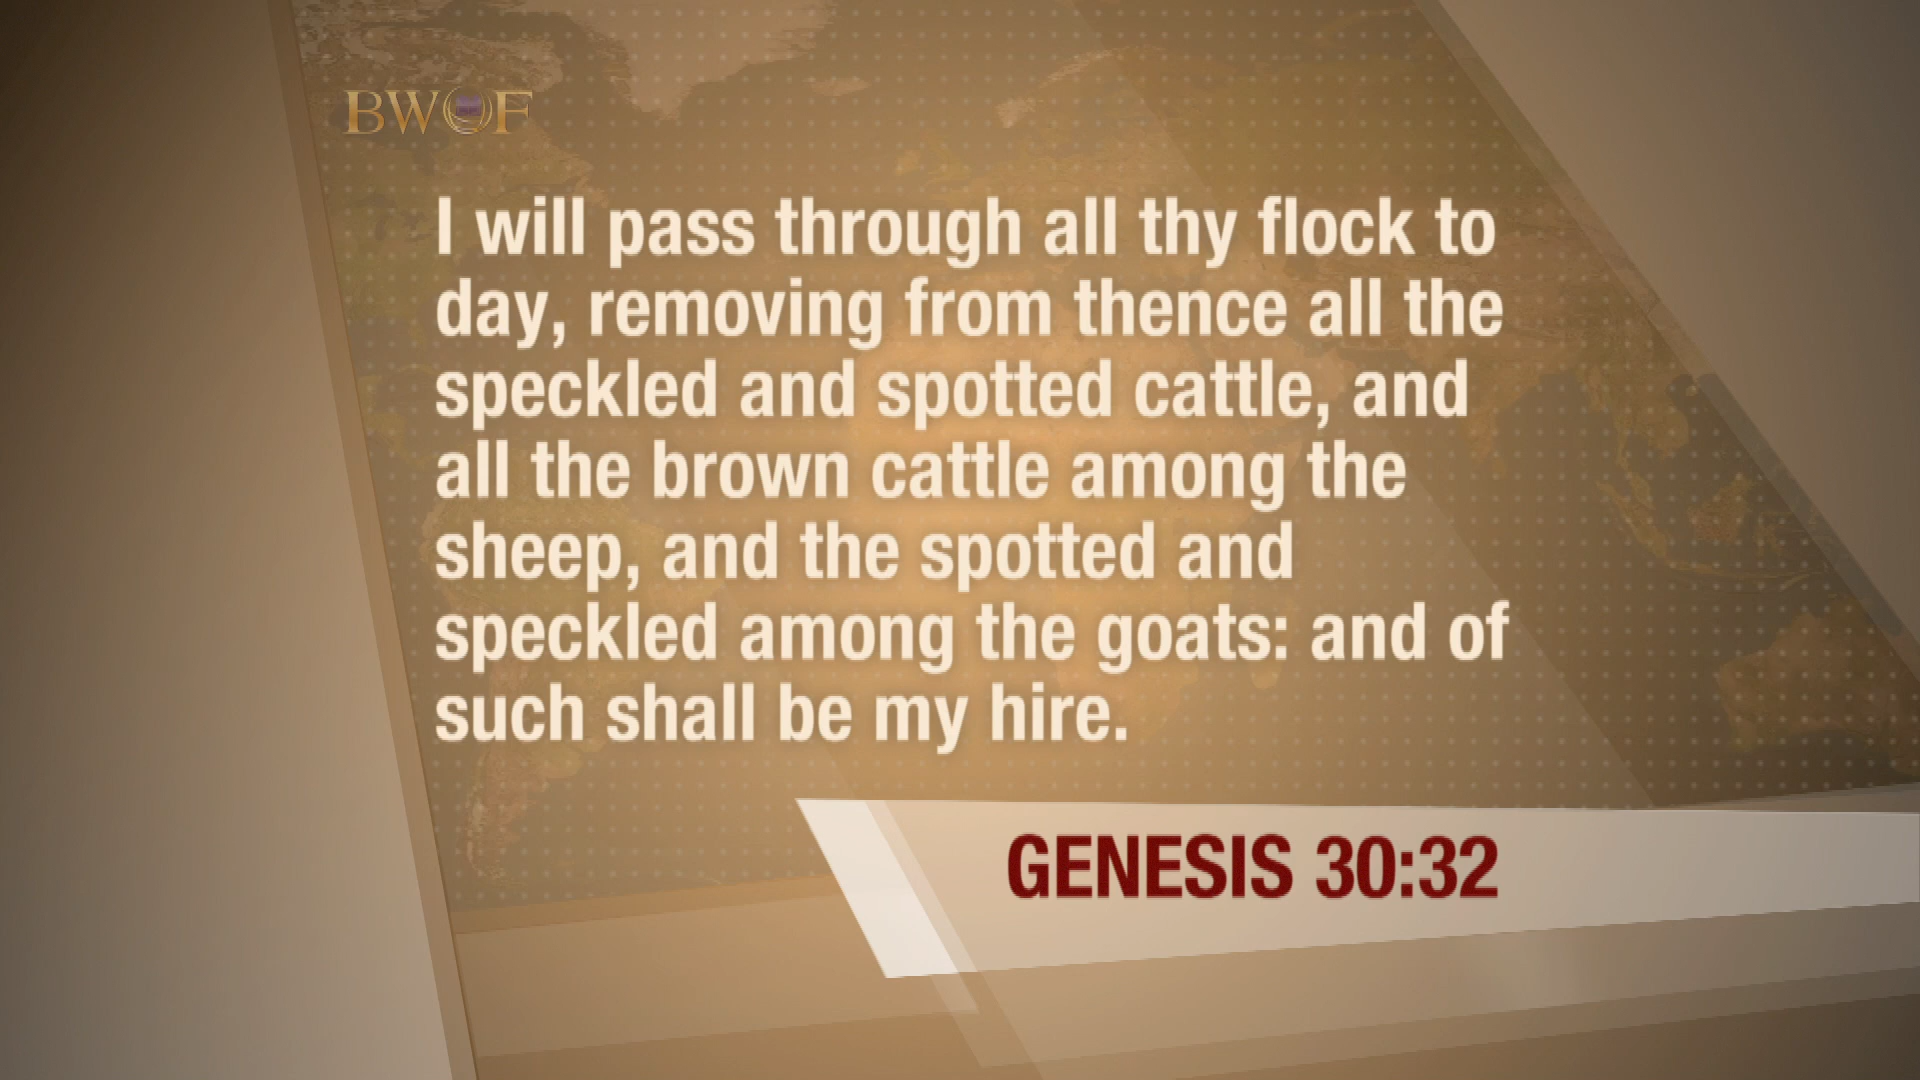 BWOF
I will pass through all thy flock to
day, removing from thence all the
speckled and spotted cattle, and
all the brown cattle among the
sheep, and the spotted and
speckled among the goats: and of
such shall be my hire.
GENESIS 30:32